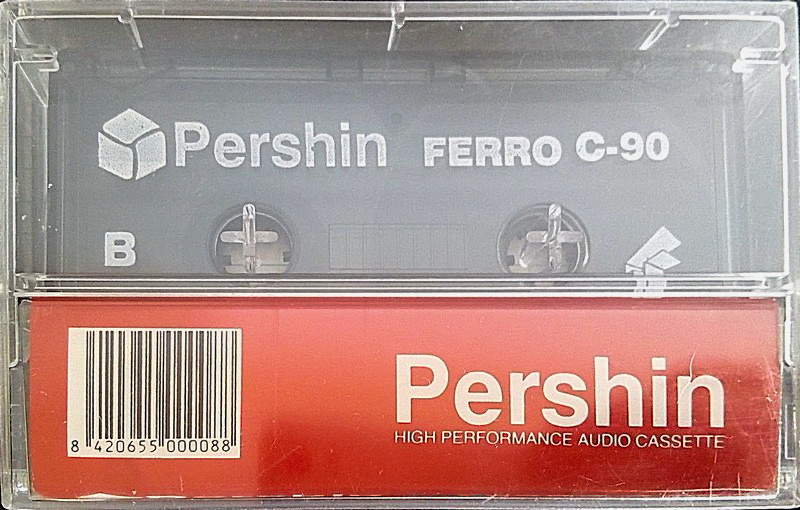 Pershin FERRO C-90
B
Pershin
HIGH PERFORMANCE AUDIO CASSETTE
8 420655 000088